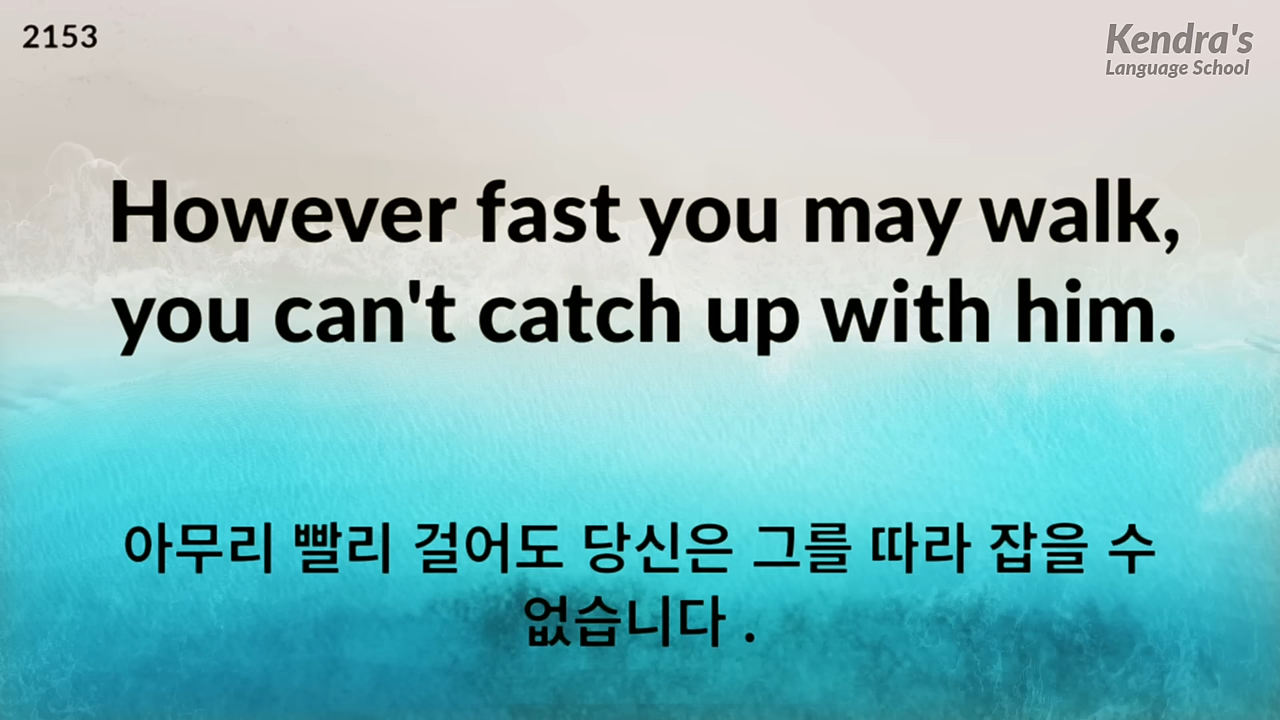 2153
Kendra's
Language School
However fast you may walk,
you can't catch up with him.
아무리 빨리 걸어도 당신은 그를 따라 잡을 수
없습니다 .